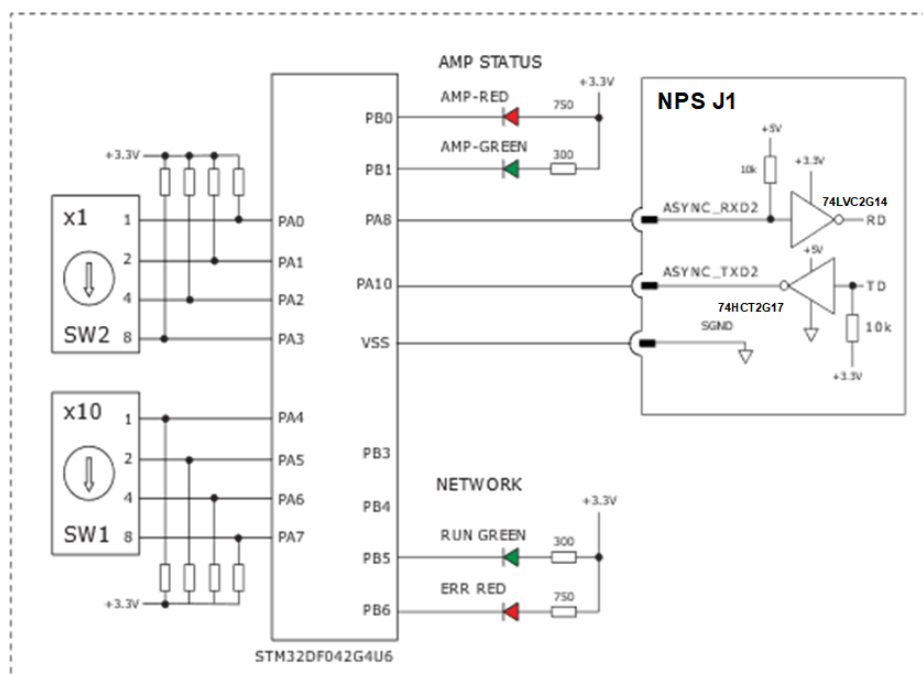 AMP STATUS
+3.3V
AMP-RED
750
PB0
AMP-GREEN
300
PB1
NPS J1
+5V
10k
+3.3V
74LVC2G14
ASYNC_RXD2
RD
PA8
+5V
ASYNC_TXD2
TD
PA10
74HCT2G17
SGND
10k
VSS
+3.3V
+3.3V
x1
1
PA0
2
PA1
4
PA2
SW2
8
PA3
x10
1
PA4
2
PA5
4
PA6
SW1
8
PA7
+3.3V
PB3
NETWORK
+3.3V
PB4
RUN GREEN
300
PB5
ERR RED
750
PB6
STM32DF042G4U6